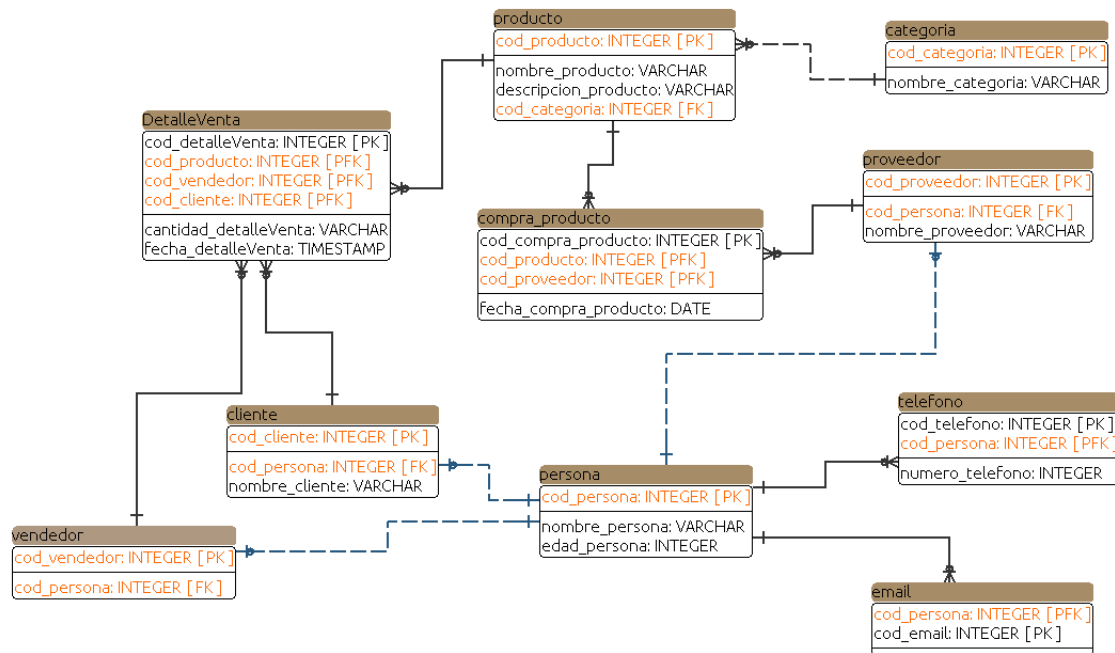 producto
cod_producto: INTEGER [PK]
nombre_producto: VARCHAR
descripcion_producto: VARCHAR
cod_categoria: INTEGER [FK]
categoria
cod_categoria: INTEGER [PK]
nombre_categoria: VARCHAR
DetalleVenta
cod_detalleVenta: INTEGER [PK]
cod_producto: INTEGER [PFK]
cod_vendedor: INTEGER [PFK]
cod_cliente: INTEGER [PFK]
cantidad_detalleVenta: VARCHAR
fecha_detalleVenta: TIMESTAMP
proveedor
cod_proveedor: INTEGER [PK]
cod_persona: INTEGER [FK]
nombre_proveedor: VARCHAR
compra_producto
cod_compra_producto: INTEGER [PK]
cod_producto: INTEGER [PFK]
cod_proveedor: INTEGER [PFK]
fecha_compra_producto: DATE
cliente
cod_cliente: INTEGER [PK]
cod_persona: INTEGER [FK]
nombre_cliente: VARCHAR
telefono
cod_telefono: INTEGER [PK]
cod_persona: INTEGER [PFK]
numero_telefono: INTEGER
persona
cod_persona: INTEGER [PK]
nombre_persona: VARCHAR
edad_persona: INTEGER
vendedor
cod_vendedor: INTEGER [PK]
cod_persona: INTEGER [FK]
email
cod_persona: INTEGER [PFK]
cod_email: INTEGER [PK]